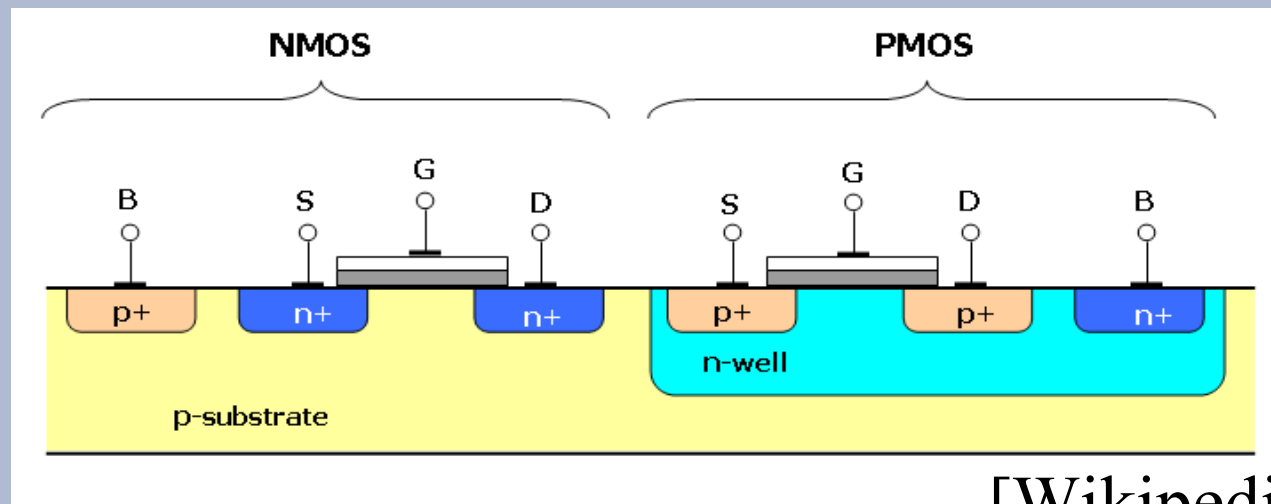 NMOS PMOS
G G
B S D S D B
p+ n+ n+ p+ p+ n+
n-well
p-substrate